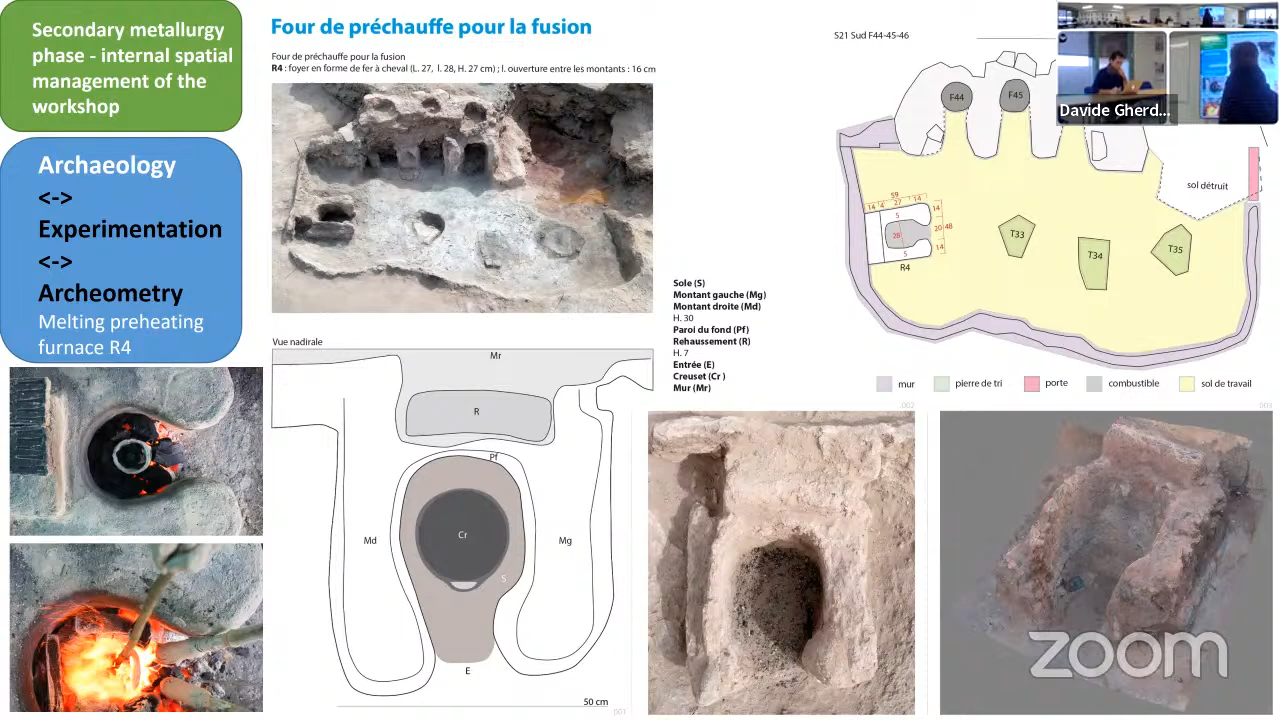 Secondary metallurgy
phase - internal spatial
management of the
workshop
Archaeology
<->
Experimentation
<->
Archeometry
Melting preheating
furnace R4
Four de préchauffe pour la fusion
Four de préchauffe pour la fusion
R4 : foyer en forme de fer à cheval (L. 27, l. 28, H. 27 cm) ; l. ouverture entre les montants : 16 cm
Vue nadirale
Mr
R
Pf
Md
Cr
Mg
S
E
50 cm
001
Sole (S)
Montant gauche (Mg)
Montant droite (Md)
H. 30
Paroi du fond (Pf)
Rehaussement (R)
H. 7
Entrée (E)
Creuset (Cr )
Mur (Mr)
S21 Sud F44-45-46
F44
F45
sol détruit
59
14 4 27 14
5
14
28
20 48
14
5
R4
T33
T34
T35
mur
pierre de tri
porte
combustible
sol de travail
002
003
Davide Gherd...
zoom